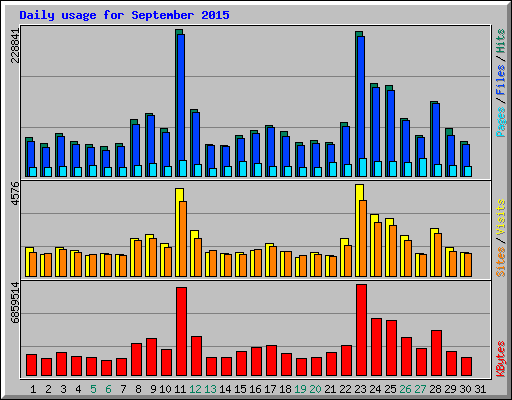 Daily usage for September 2015
228841
Pages / Files / Hits
4576
Sites / Visits
6859514
KBytes
1 2 3 4 5 6 7 8 9 10 11 12 13 14 15 16 17 18 19 20 21 22 23 24 25 26 27 28 29 30 31